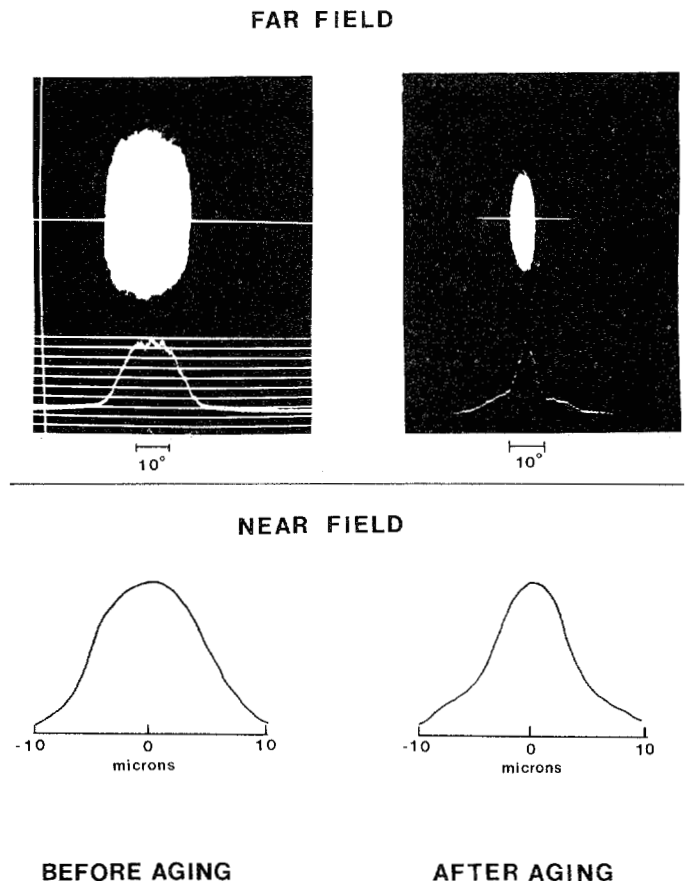 FAR FIELD
10°
10°
NEAR FIELD
-10 0 10
microns
-10 0 10
microns
BEFORE AGING
AFTER AGING